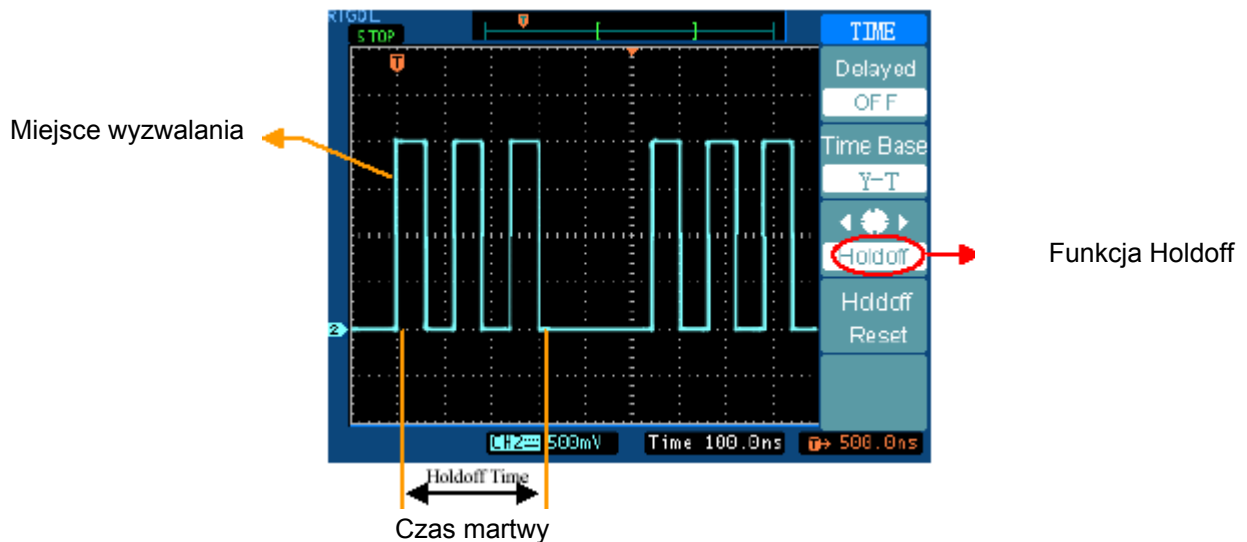 RIGOL
STOP
T
T
2
TIME
Delayed
OFF
Time Base
Y-T
Holdoff
Holdoff
Reset
CH2 500mV
Time 100.0ns
T→ 500.0ns
Miejsce wyzwalania
Funkcja Holdoff
Holdoff Time
Czas martwy